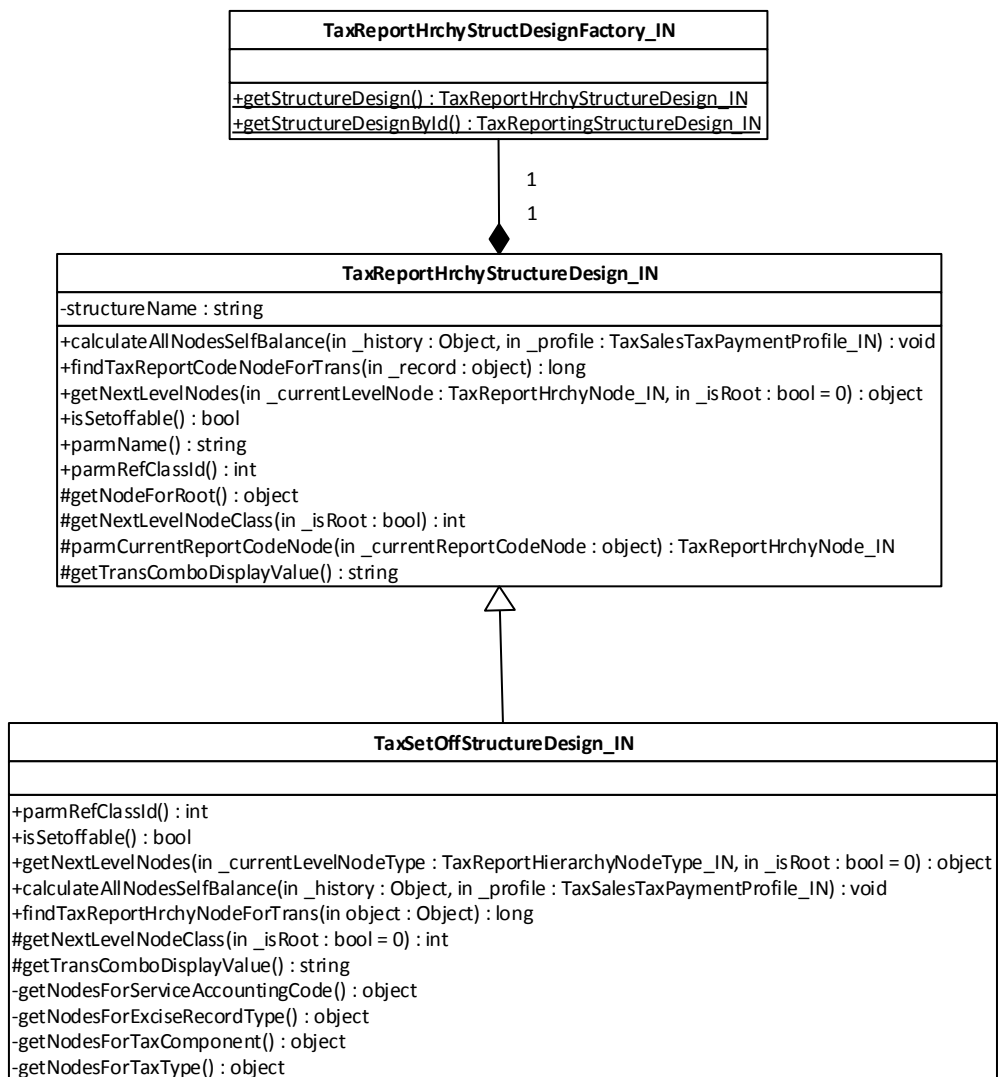 TaxReportHrchyStructDesignFactory_IN
+getStructureDesign() : TaxReportHrchyStructureDesign_IN
+getStructureDesignById() : TaxReportingStructureDesign_IN
1
1
TaxReportHrchyStructureDesign_IN
-structureName : string
+calculateAllNodesSelfBalance(in _history : Object, in _profile : TaxSalesTaxPaymentProfile_IN) : void
+findTaxReportCodeNodeForTrans(in _record : object) : long
+getNextLevelNodes(in _currentLevelNode : TaxReportHrchyNode_IN, in _isRoot : bool = 0) : object
+isSetoffable() : bool
+parmName() : string
+parmRefClassId() : int
#getNodeForRoot() : object
#getNextLevelNodeClass(in _isRoot : bool) : int
#parmCurrentReportCodeNode(in _currentReportCodeNode : object) : TaxReportHrchyNode_IN
#getTransComboDisplayValue() : string
TaxSetOffStructureDesign_IN
+parmRefClassId() : int
+isSetoffable() : bool
+getNextLevelNodes(in _currentLevelNodeType : TaxReportHierarchyNodeType_IN, in _isRoot : bool = 0) : object
+calculateAllNodesSelfBalance(in _history : Object, in _profile : TaxSalesTaxPaymentProfile_IN) : void
+findTaxReportHrchyNodeForTrans(in object : Object) : long
#getNextLevelNodeClass(in _isRoot : bool = 0) : int
#getTransComboDisplayValue() : string
-getNodesForServiceAccountingCode() : object
-getNodesForExciseRecordType() : object
-getNodesForTaxComponent() : object
-getNodesForTaxType() : object